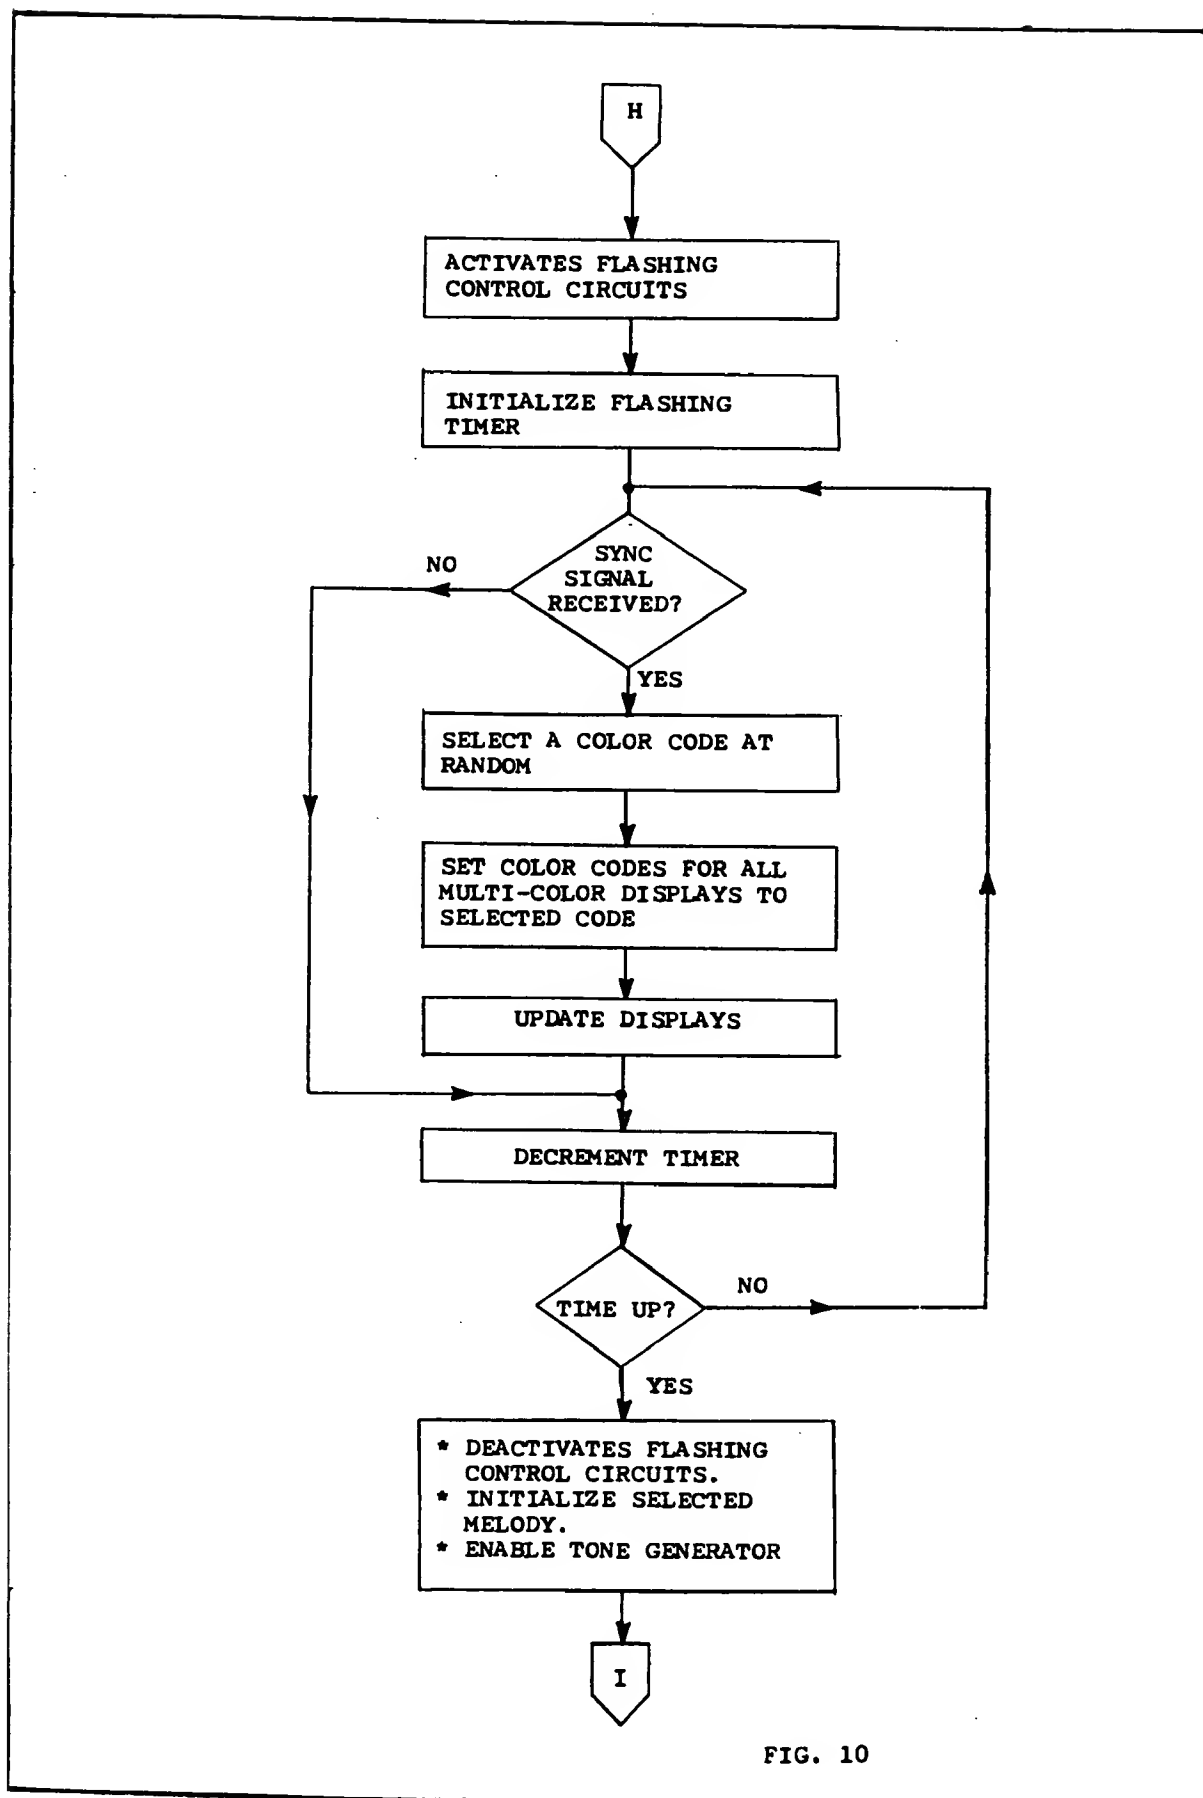 H
ACTIVATES FLASHING
CONTROL CIRCUITS
INITIALIZE FLASHING
TIMER
SYNC
SIGNAL
RECEIVED?
NO
YES
SELECT A COLOR CODE AT
RANDOM
SET COLOR CODES FOR ALL
MULTI-COLOR DISPLAYS TO
SELECTED CODE
UPDATE DISPLAYS
DECREMENT TIMER
TIME UP?
NO
YES
* DEACTIVATES FLASHING
CONTROL CIRCUITS.
* INITIALIZE SELECTED
MELODY.
* ENABLE TONE GENERATOR
I
FIG. 10